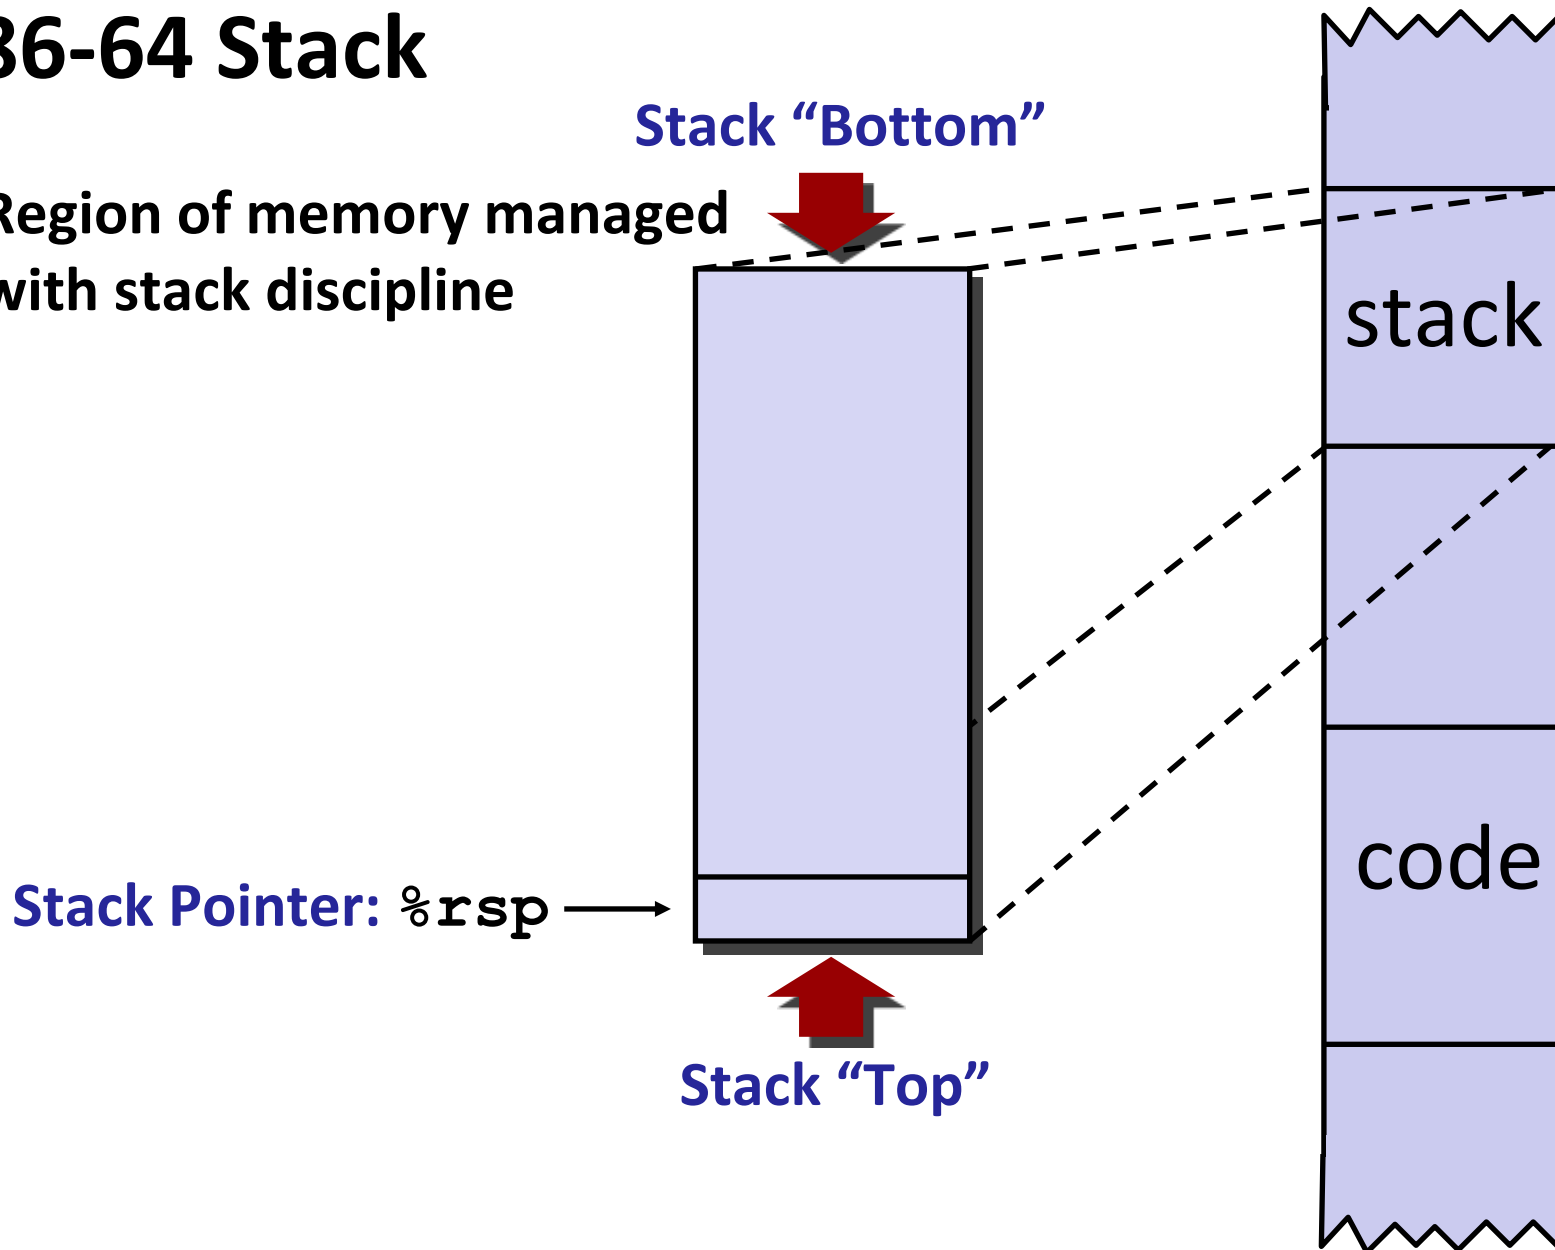 86-64 Stack
Stack “Bottom”
Region of memory managed
with stack discipline
stack
code
Stack Pointer: %rsp
Stack “Top”